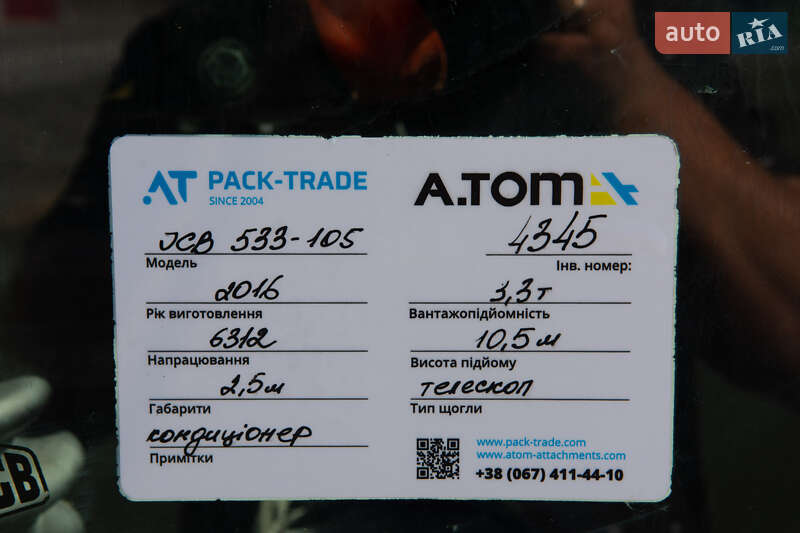 auto RIA.com
AT PACK-TRADE
SINCE 2004
A.TOM
JCB 533-105
Модель
4345
Інв. номер:
2016
Рік виготовлення
3,3т
Вантажопідйомність
6312
Напрацювання
10,5м
Висота підйому
2,5м
Габарити
телескоп
Тип щогли
кондиціонер
Примітки
www.pack-trade.com
www.atom-attachments.com
+38 (067) 411-44-10
CB